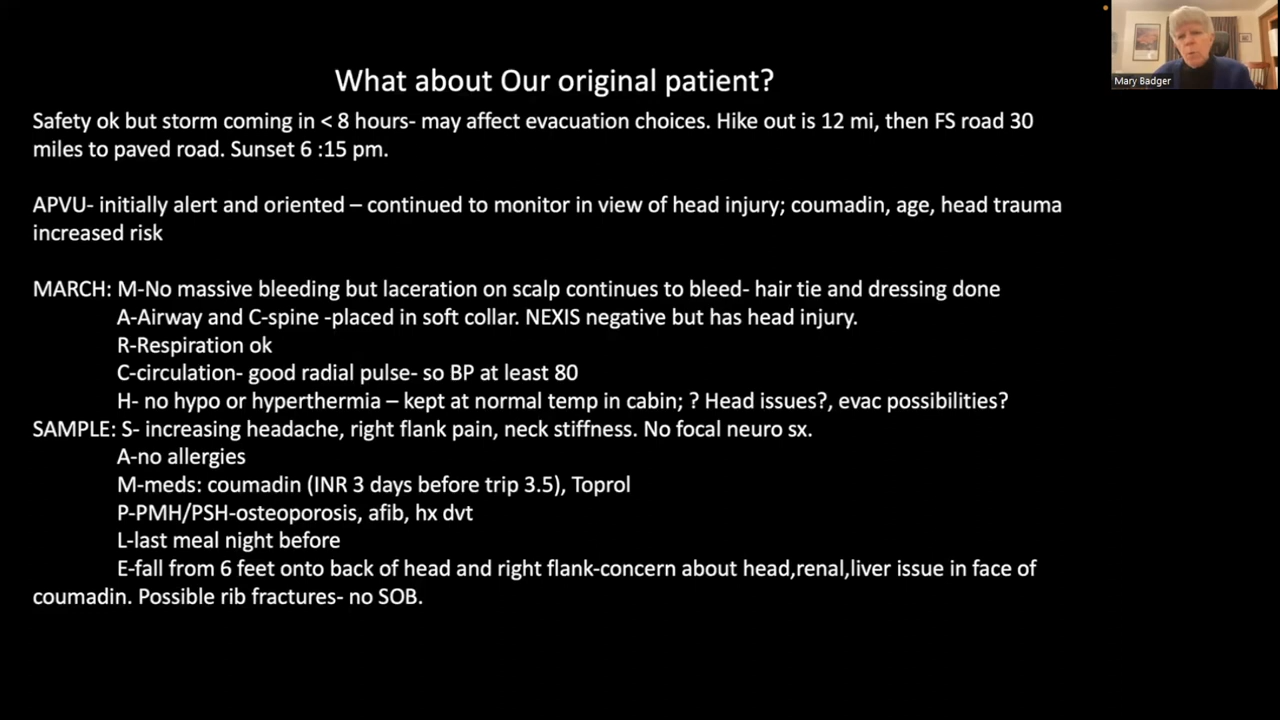 What about Our original patient?
Mary Badger
Safety ok but storm coming in < 8 hours- may affect evacuation choices. Hike out is 12 mi, then FS road 30
miles to paved road. Sunset 6 :15 pm.
APVU- initially alert and oriented – continued to monitor in view of head injury; coumadin, age, head trauma
increased risk
MARCH: M-No massive bleeding but laceration on scalp continues to bleed- hair tie and dressing done
A-Airway and C-spine -placed in soft collar. NEXIS negative but has head injury.
R-Respiration ok
C-circulation- good radial pulse- so BP at least 80
H- no hypo or hyperthermia – kept at normal temp in cabin; ? Head issues?, evac possibilities?
SAMPLE: S- increasing headache, right flank pain, neck stiffness. No focal neuro sx.
A-no allergies
M-meds: coumadin (INR 3 days before trip 3.5), Toprol
P-PMH/PSH-osteoporosis, afib, hx dvt
L-last meal night before
E-fall from 6 feet onto back of head and right flank-concern about head,renal,liver issue in face of
coumadin. Possible rib fractures- no SOB.